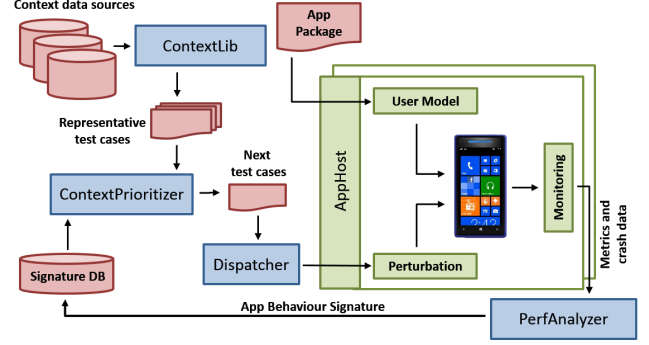 Context data sources
ContextLib
App
Package
Representative
test cases
User Model
Next
test cases
ContextPrioritizer
AppHost
Monitoring
Metrics and
crash data
Signature DB
Dispatcher
Perturbation
App Behaviour Signature
PerfAnalyzer